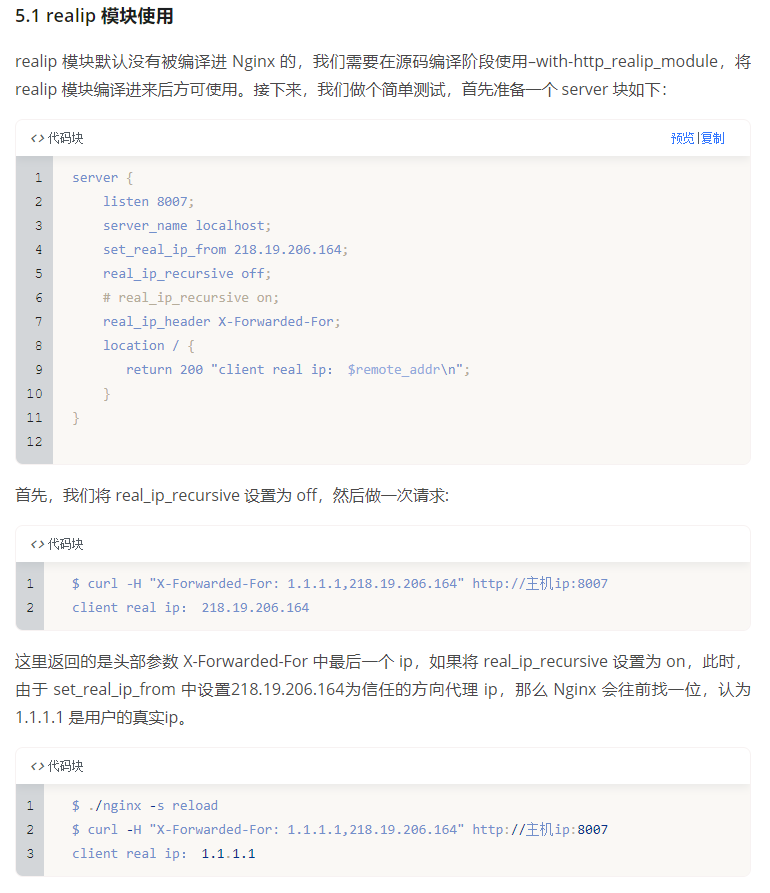 5.1 realip 模块使用
realip 模块默认没有被编译进 Nginx 的，我们需要在源码编译阶段使用–with-http_realip_module，将
realip 模块编译进来后方可使用。接下来，我们做个简单测试，首先准备一个 server 块如下：
<> 代码块
预览|复制
1 server {
2     listen 8007;
3     server_name localhost;
4     set_real_ip_from 218.19.206.164;
5     real_ip_recursive off;
6     # real_ip_recursive on;
7     real_ip_header X-Forwarded-For;
8     location / {
9        return 200 "client real ip： $remote_addr\n";
10     }
11 }
12
首先，我们将 real_ip_recursive 设置为 off，然后做一次请求:
<> 代码块
1 $ curl -H "X-Forwarded-For: 1.1.1.1,218.19.206.164" http://主机ip:8007
2 client real ip： 218.19.206.164
这里返回的是头部参数 X-Forwarded-For 中最后一个 ip，如果将 real_ip_recursive 设置为 on，此时，
由于 set_real_ip_from 中设置218.19.206.164为信任的方向代理 ip，那么 Nginx 会往前找一位，认为
1.1.1.1 是用户的真实ip。
<> 代码块
1 $ ./nginx -s reload
2 $ curl -H "X-Forwarded-For: 1.1.1.1,218.19.206.164" http://主机ip:8007
3 client real ip： 1.1.1.1